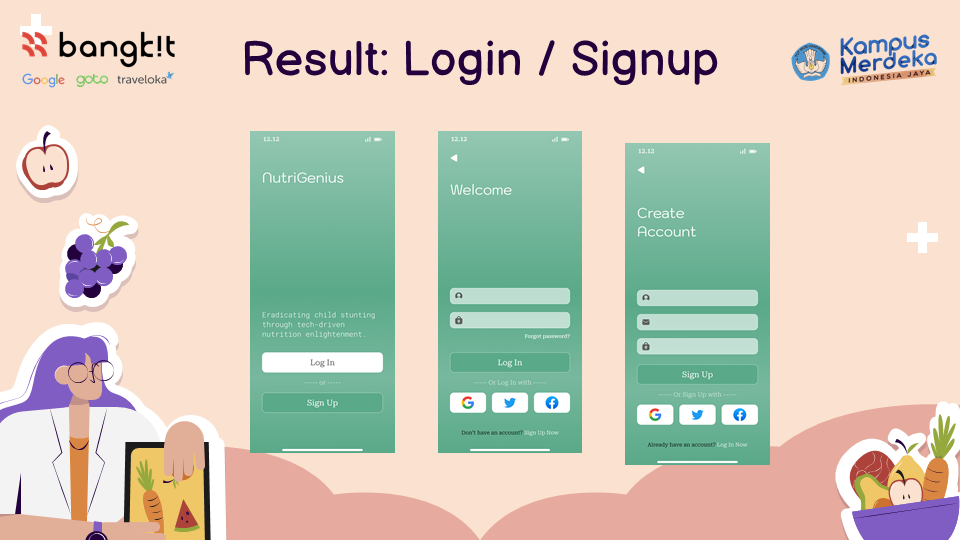 bangk!t
Google goto traveloka
Result: Login / Signup
Kampus
Merdeka
INDONESIA JAYA
12.12
NutriGenius
Eradicating child stunting
through tech-driven
nutrition enlightenment.
Log In
----- or -----
Sign Up
12.12
Welcome
Forgot password?
Log In
----- Or Log In with -----
Don't have an account? Sign Up Now
12.12
Create
Account
Sign Up
----- Or Sign Up with -----
Already have an account? Log In Now